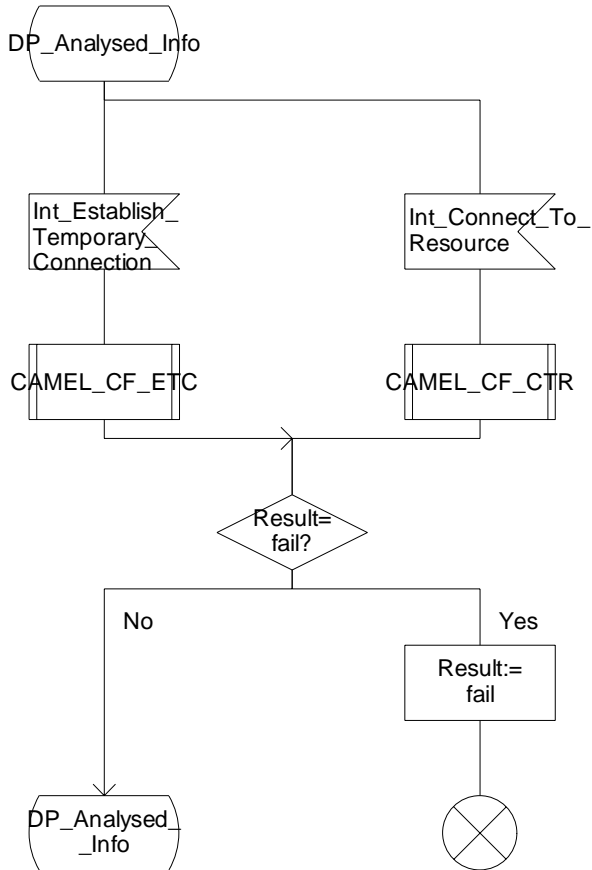 DP_Analysed_Info
Int_Establish_
Temporary_
Connection
Int_Connect_To_
Resource
CAMEL_CF_ETC
CAMEL_CF_CTR
Result=
fail?
No
Yes
Result:=
fail
DP_Analysed_
_Info